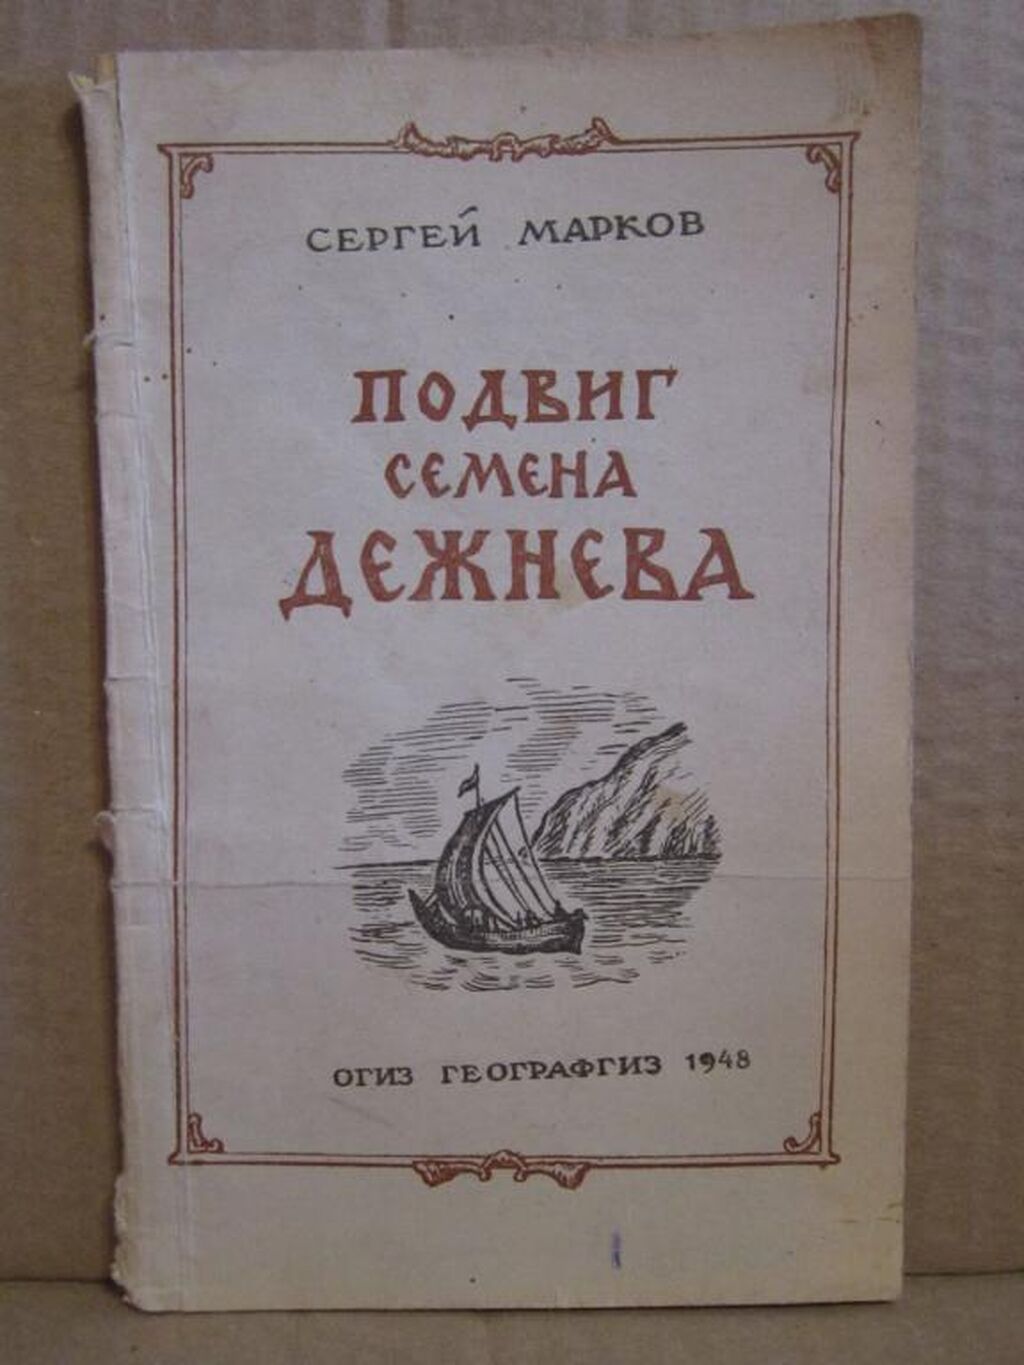 СЕРГЕЙ МАРКОВ
ПОДВИГ
СЕМЕНА
ДЕЖНЕВА
ОГИЗ ГЕОГРАФГИЗ 1948